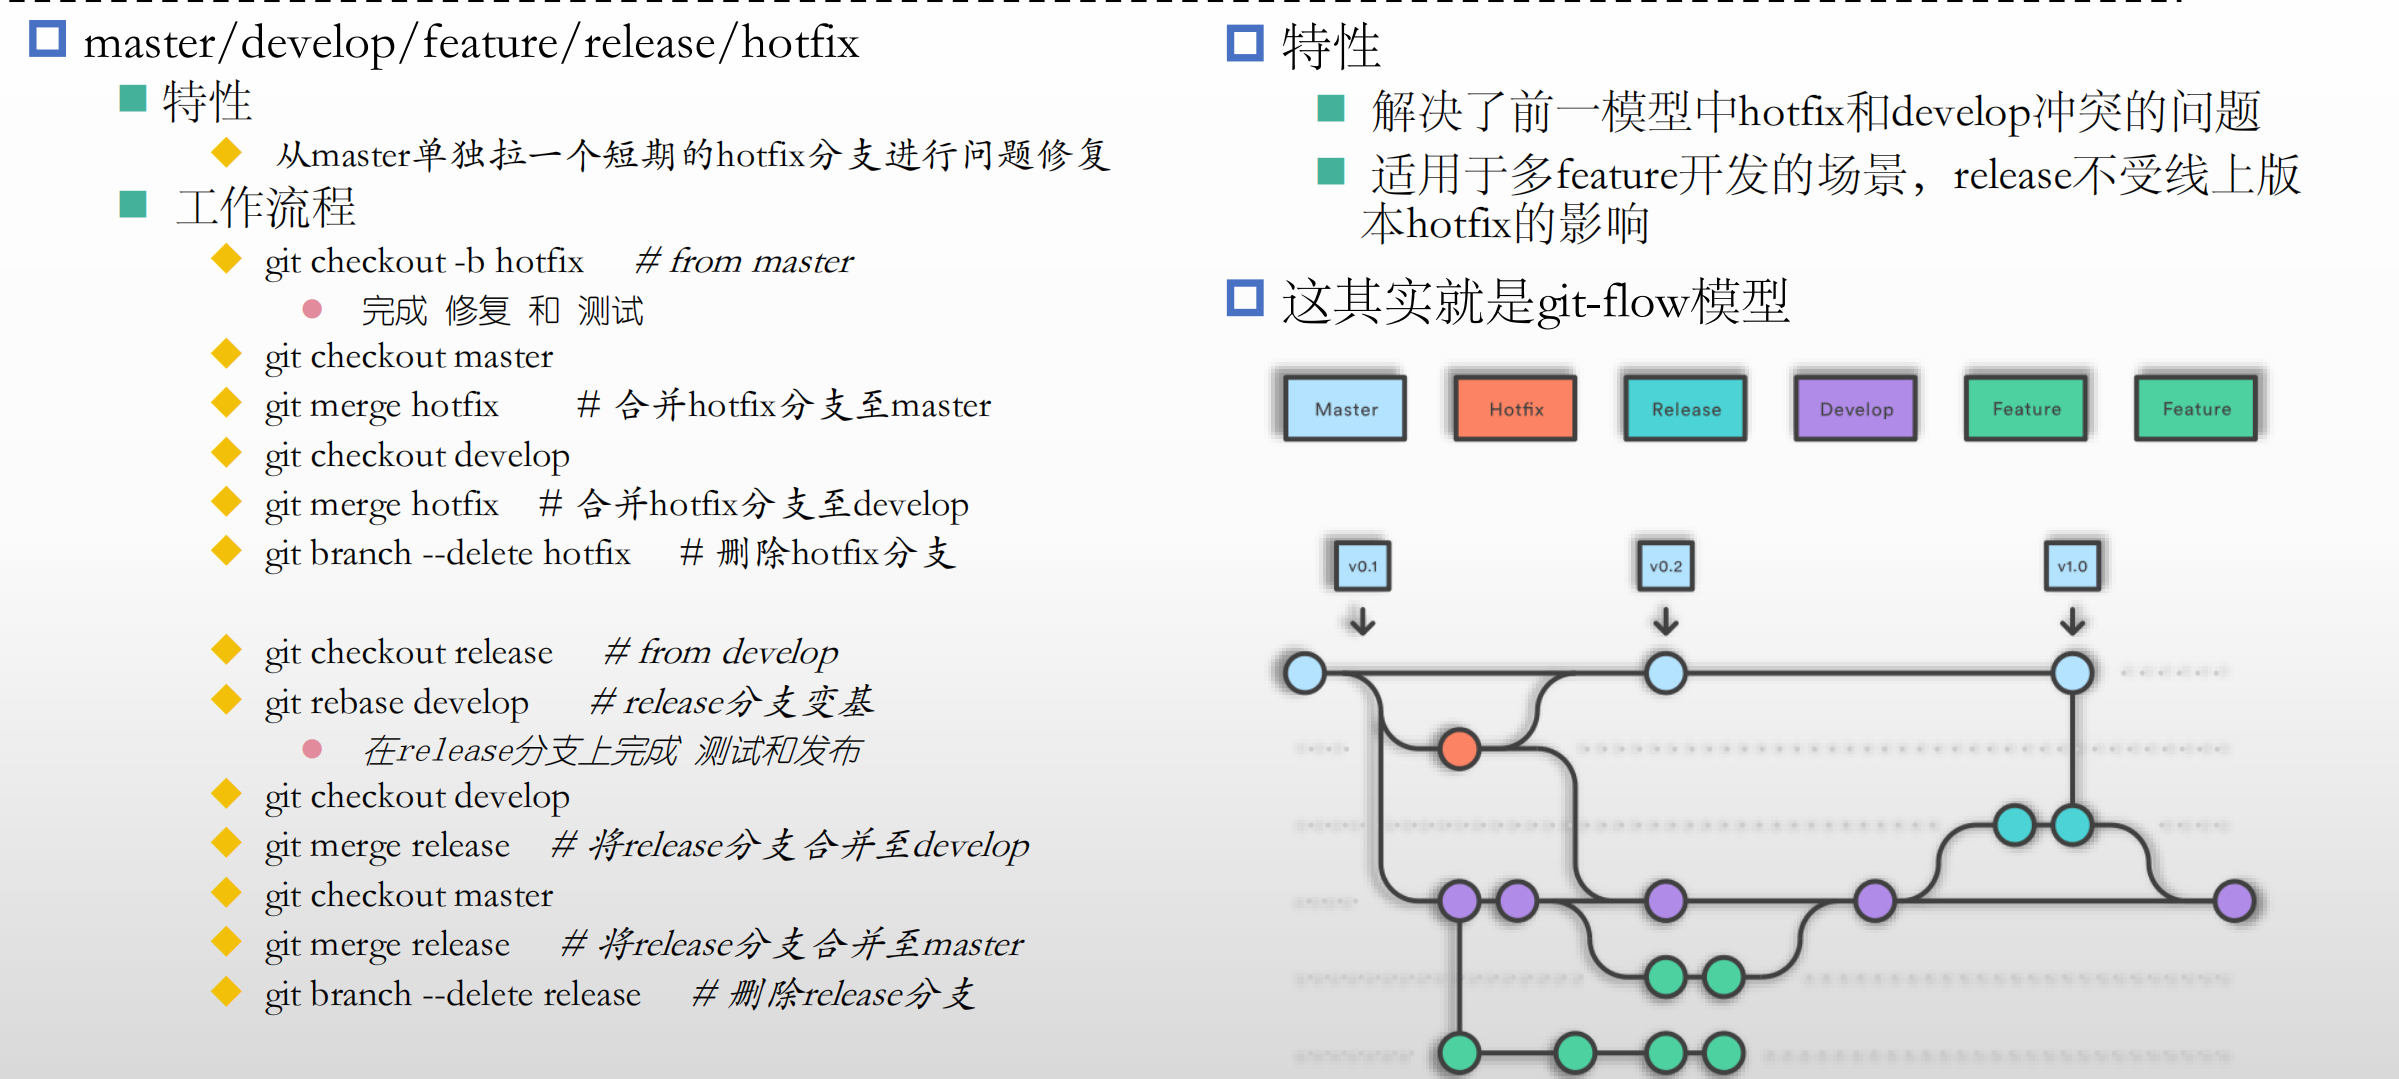 master/develop/feature/release/hotfix
特性
从master单独拉一个短期的hotfix分支进行问题修复
工作流程
git checkout -b hotfix # from master
完成 修复 和 测试
git checkout master
git merge hotfix # 合并hotfix分支至master
git checkout develop
git merge hotfix # 合并hotfix分支至develop
git branch --delete hotfix # 删除hotfix分支
git checkout release # from develop
git rebase develop # release分支变基
在release分支上完成 测试和发布
git checkout develop
git merge release # 将release分支合并至develop
git checkout master
git merge release # 将release分支合并至master
git branch --delete release # 删除release分支
特性
解决了前一模型中hotfix和develop冲突的问题
适用于多feature开发的场景，release不受线上版
本hotfix的影响
这其实就是git-flow模型
Master Hotfix Release Develop Feature Feature
v0.1 v0.2 v1.0